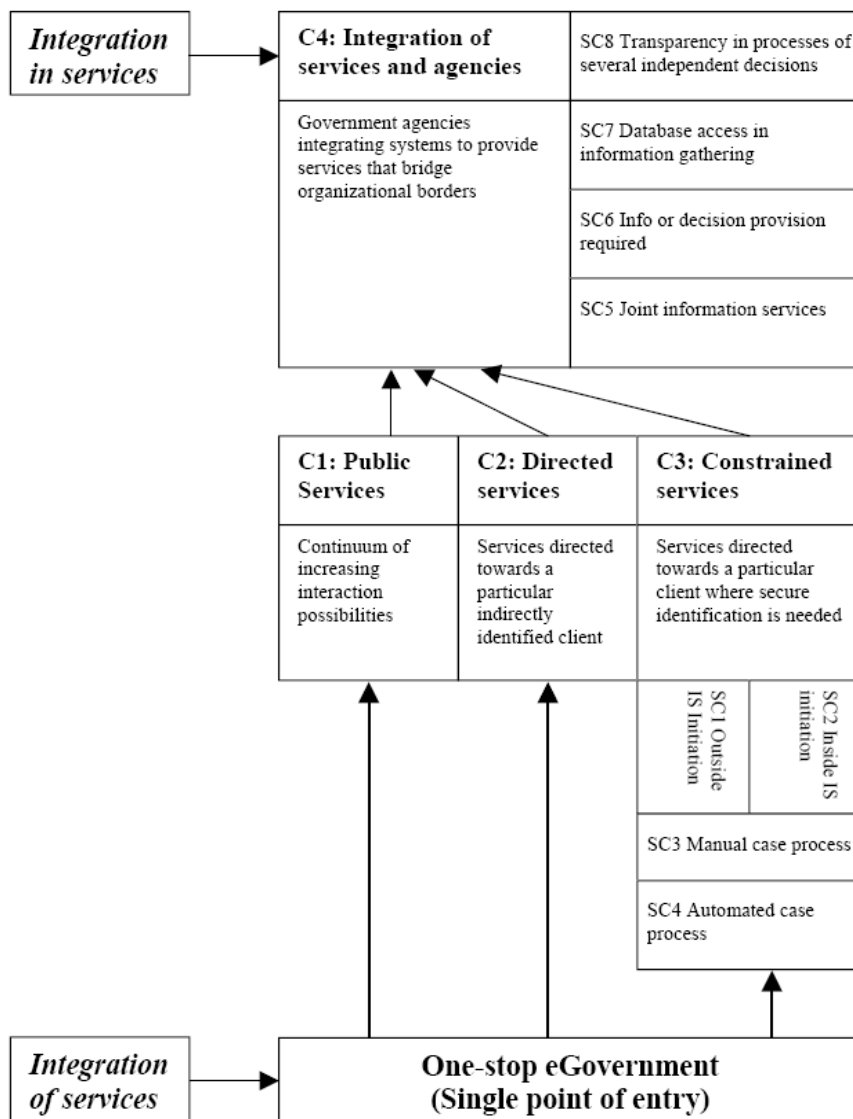 Integration
in services
C4: Integration of
services and agencies
SC8 Transparency in processes of
several independent decisions
Government agencies
integrating systems to provide
services that bridge
organizational borders
SC7 Database access in
information gathering
SC6 Info or decision provision
required
SC5 Joint information services
C1: Public
Services
C2: Directed
services
C3: Constrained
services
Continuum of
increasing
interaction
possibilities
Services directed
towards a
particular
indirectly
identified client
Services directed
towards a particular
client where secure
identification is needed
SC1 Outside
IS Initiation
SC2 Inside IS
initiation
SC3 Manual case process
SC4 Automated case
process
Integration
of services
One-stop eGovernment
(Single point of entry)